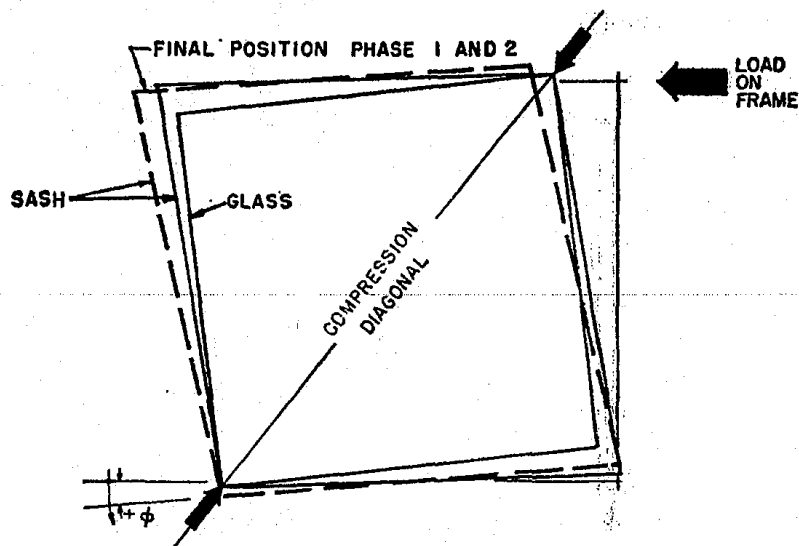 FINAL POSITION PHASE 1 AND 2
LOAD
ON
FRAME
SASH
GLASS
COMPRESSION
DIAGONAL
+ φ